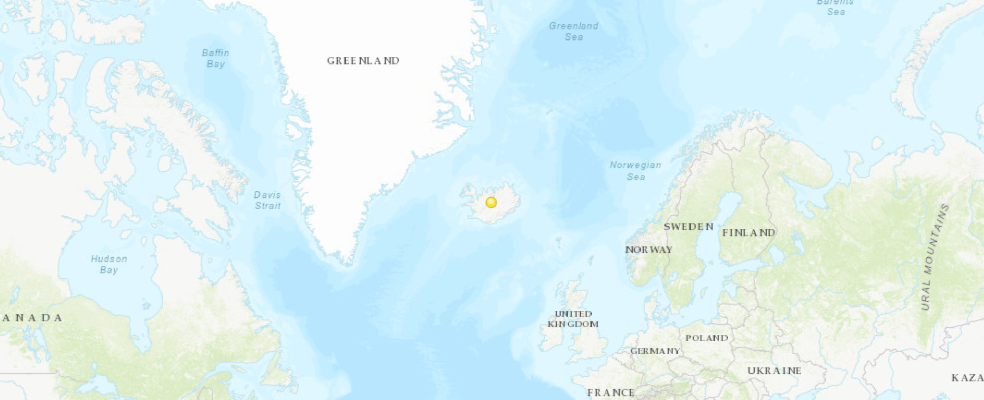 Barents
Sea
Greenland
Sea
Baffin
Bay
GREENLAND
Norwegian
Sea
Davis
Strait
SWEDEN
FINLAND
NORWAY
URAL MOUNTAINS
Hudson
Bay
ANADA
UNITED
KINGDOM
POLAND
GERMANY
UKRAINE
KAZA
FRANCE